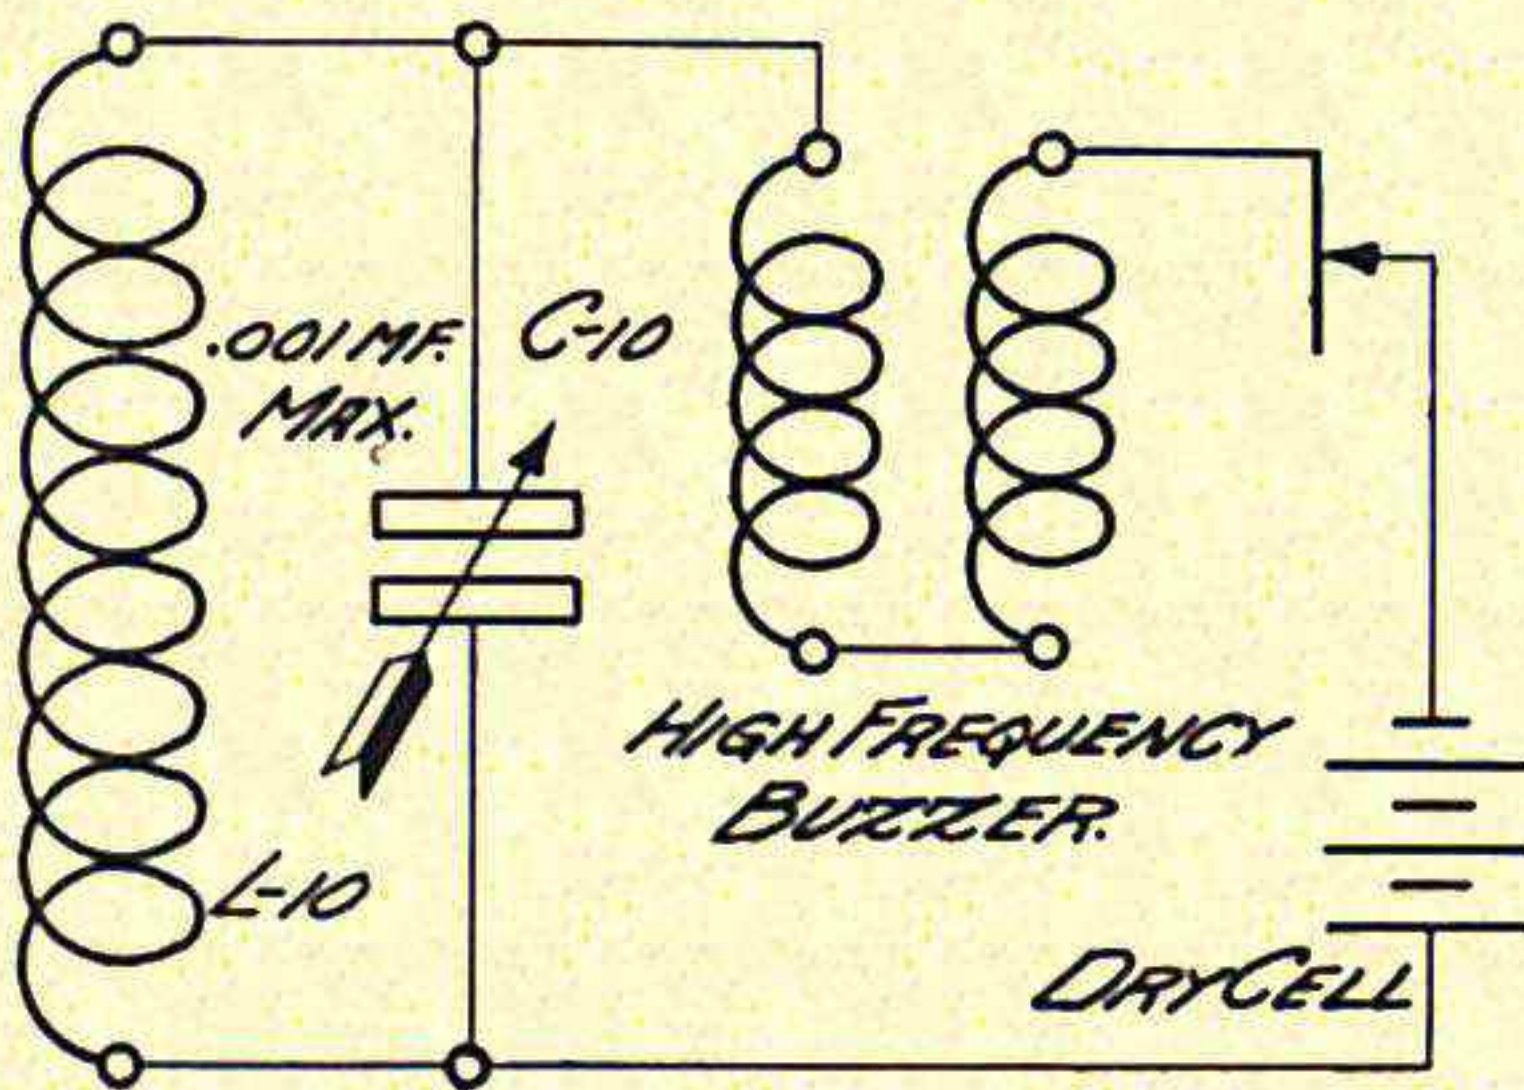 .001 MF.
MAX.
C-10
L-10
HIGH FREQUENCY
BUZZER.
DRY CELL